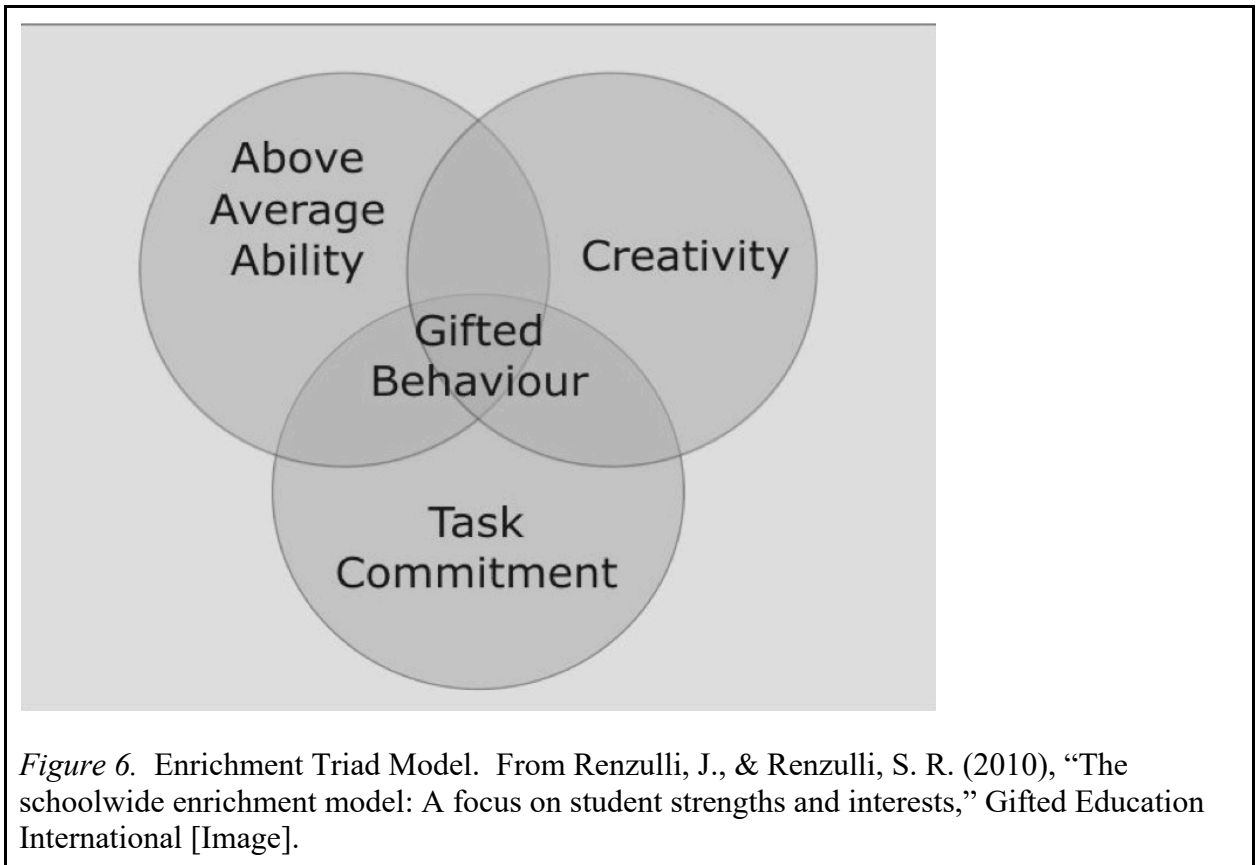 Above
Average
Ability
Creativity
Gifted
Behaviour
Task
Commitment
Figure 6.  Enrichment Triad Model.  From Renzulli, J., & Renzulli, S. R. (2010), “The
schoolwide enrichment model: A focus on student strengths and interests,” Gifted Education
International [Image].